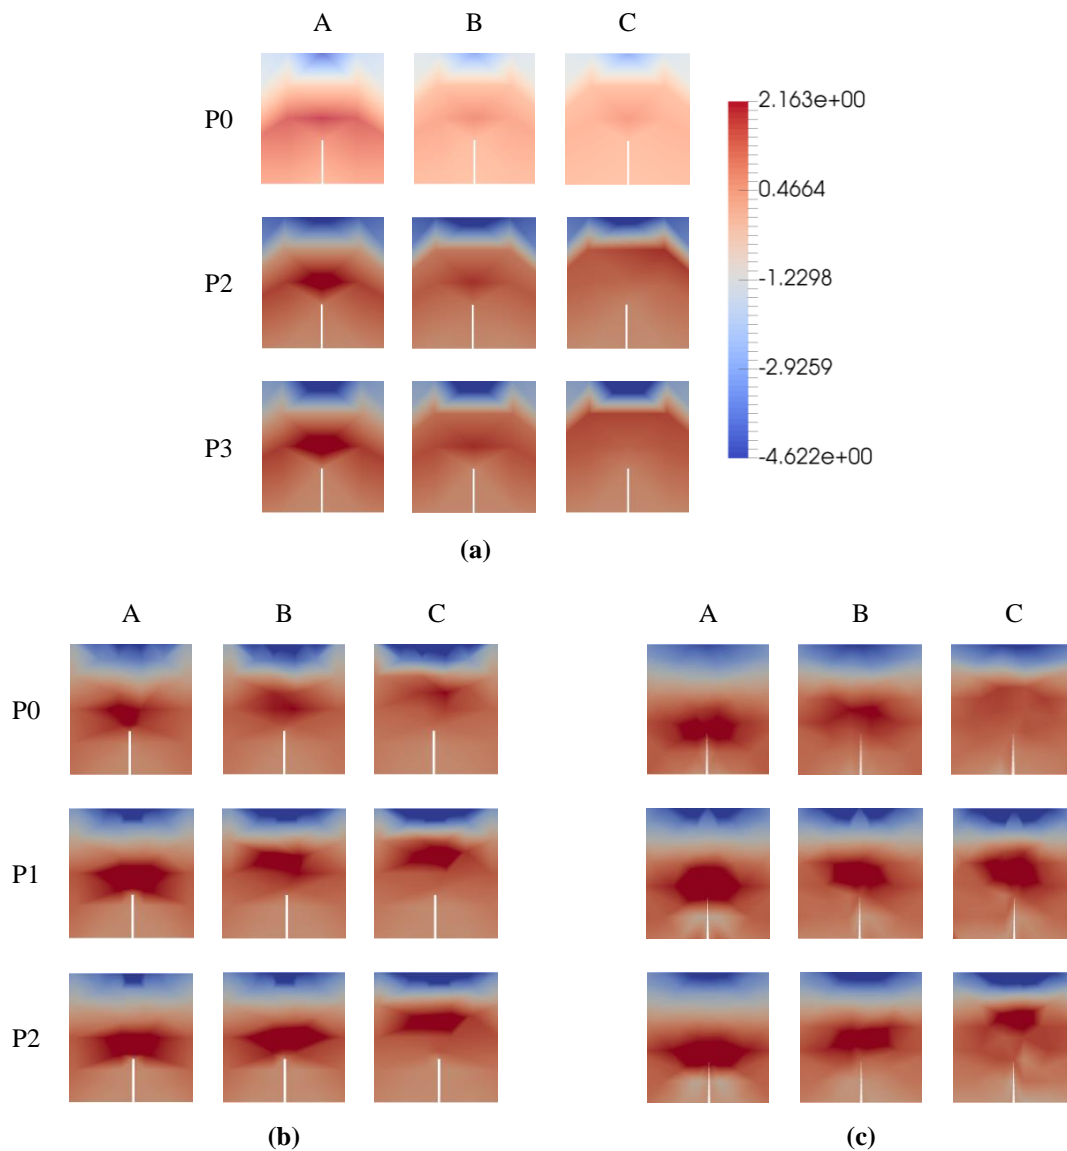 A B C
2.163e+00
P0
0.4664
-1.2298
P2
-2.9259
P3
-4.622e+00
(a)
A B C A B C
P0
P1
P2
(b) (c)